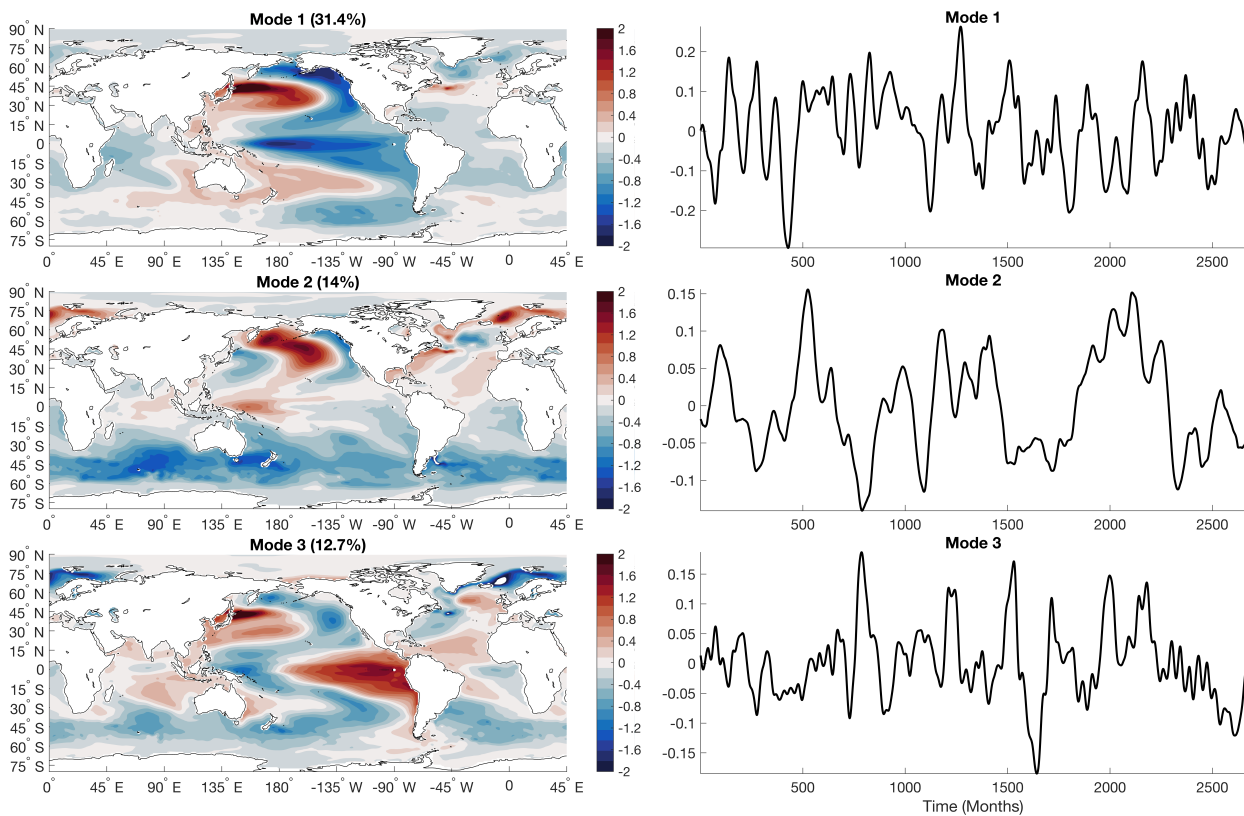 Mode 1 (31.4%)
90° N
75° N
60° N
45° N
30° N
15° N
0
15° S
30° S
45° S
60° S
75° S
0° 45° E 90° E 135° E 180° -135° W -90° W -45° W 0 45° E
2
1.6
1.2
0.8
0.4
0
-0.4
-0.8
-1.2
-1.6
-2
Mode 1
0.2
0.1
0
-0.1
-0.2
500 1000 1500 2000 2500
Mode 2 (14%)
90° N
75° N
60° N
45° N
30° N
15° N
0
15° S
30° S
45° S
60° S
75° S
0° 45° E 90° E 135° E 180° -135° W -90° W -45° W 0 45° E
2
1.6
1.2
0.8
0.4
0
-0.4
-0.8
-1.2
-1.6
-2
Mode 2
0.15
0.1
0.05
0
-0.05
-0.1
500 1000 1500 2000 2500
Mode 3 (12.7%)
90° N
75° N
60° N
45° N
30° N
15° N
0
15° S
30° S
45° S
60° S
75° S
0° 45° E 90° E 135° E 180° -135° W -90° W -45° W 0 45° E
2
1.6
1.2
0.8
0.4
0
-0.4
-0.8
-1.2
-1.6
-2
Mode 3
0.15
0.1
0.05
0
-0.05
-0.1
-0.15
500 1000 1500 2000 2500
Time (Months)